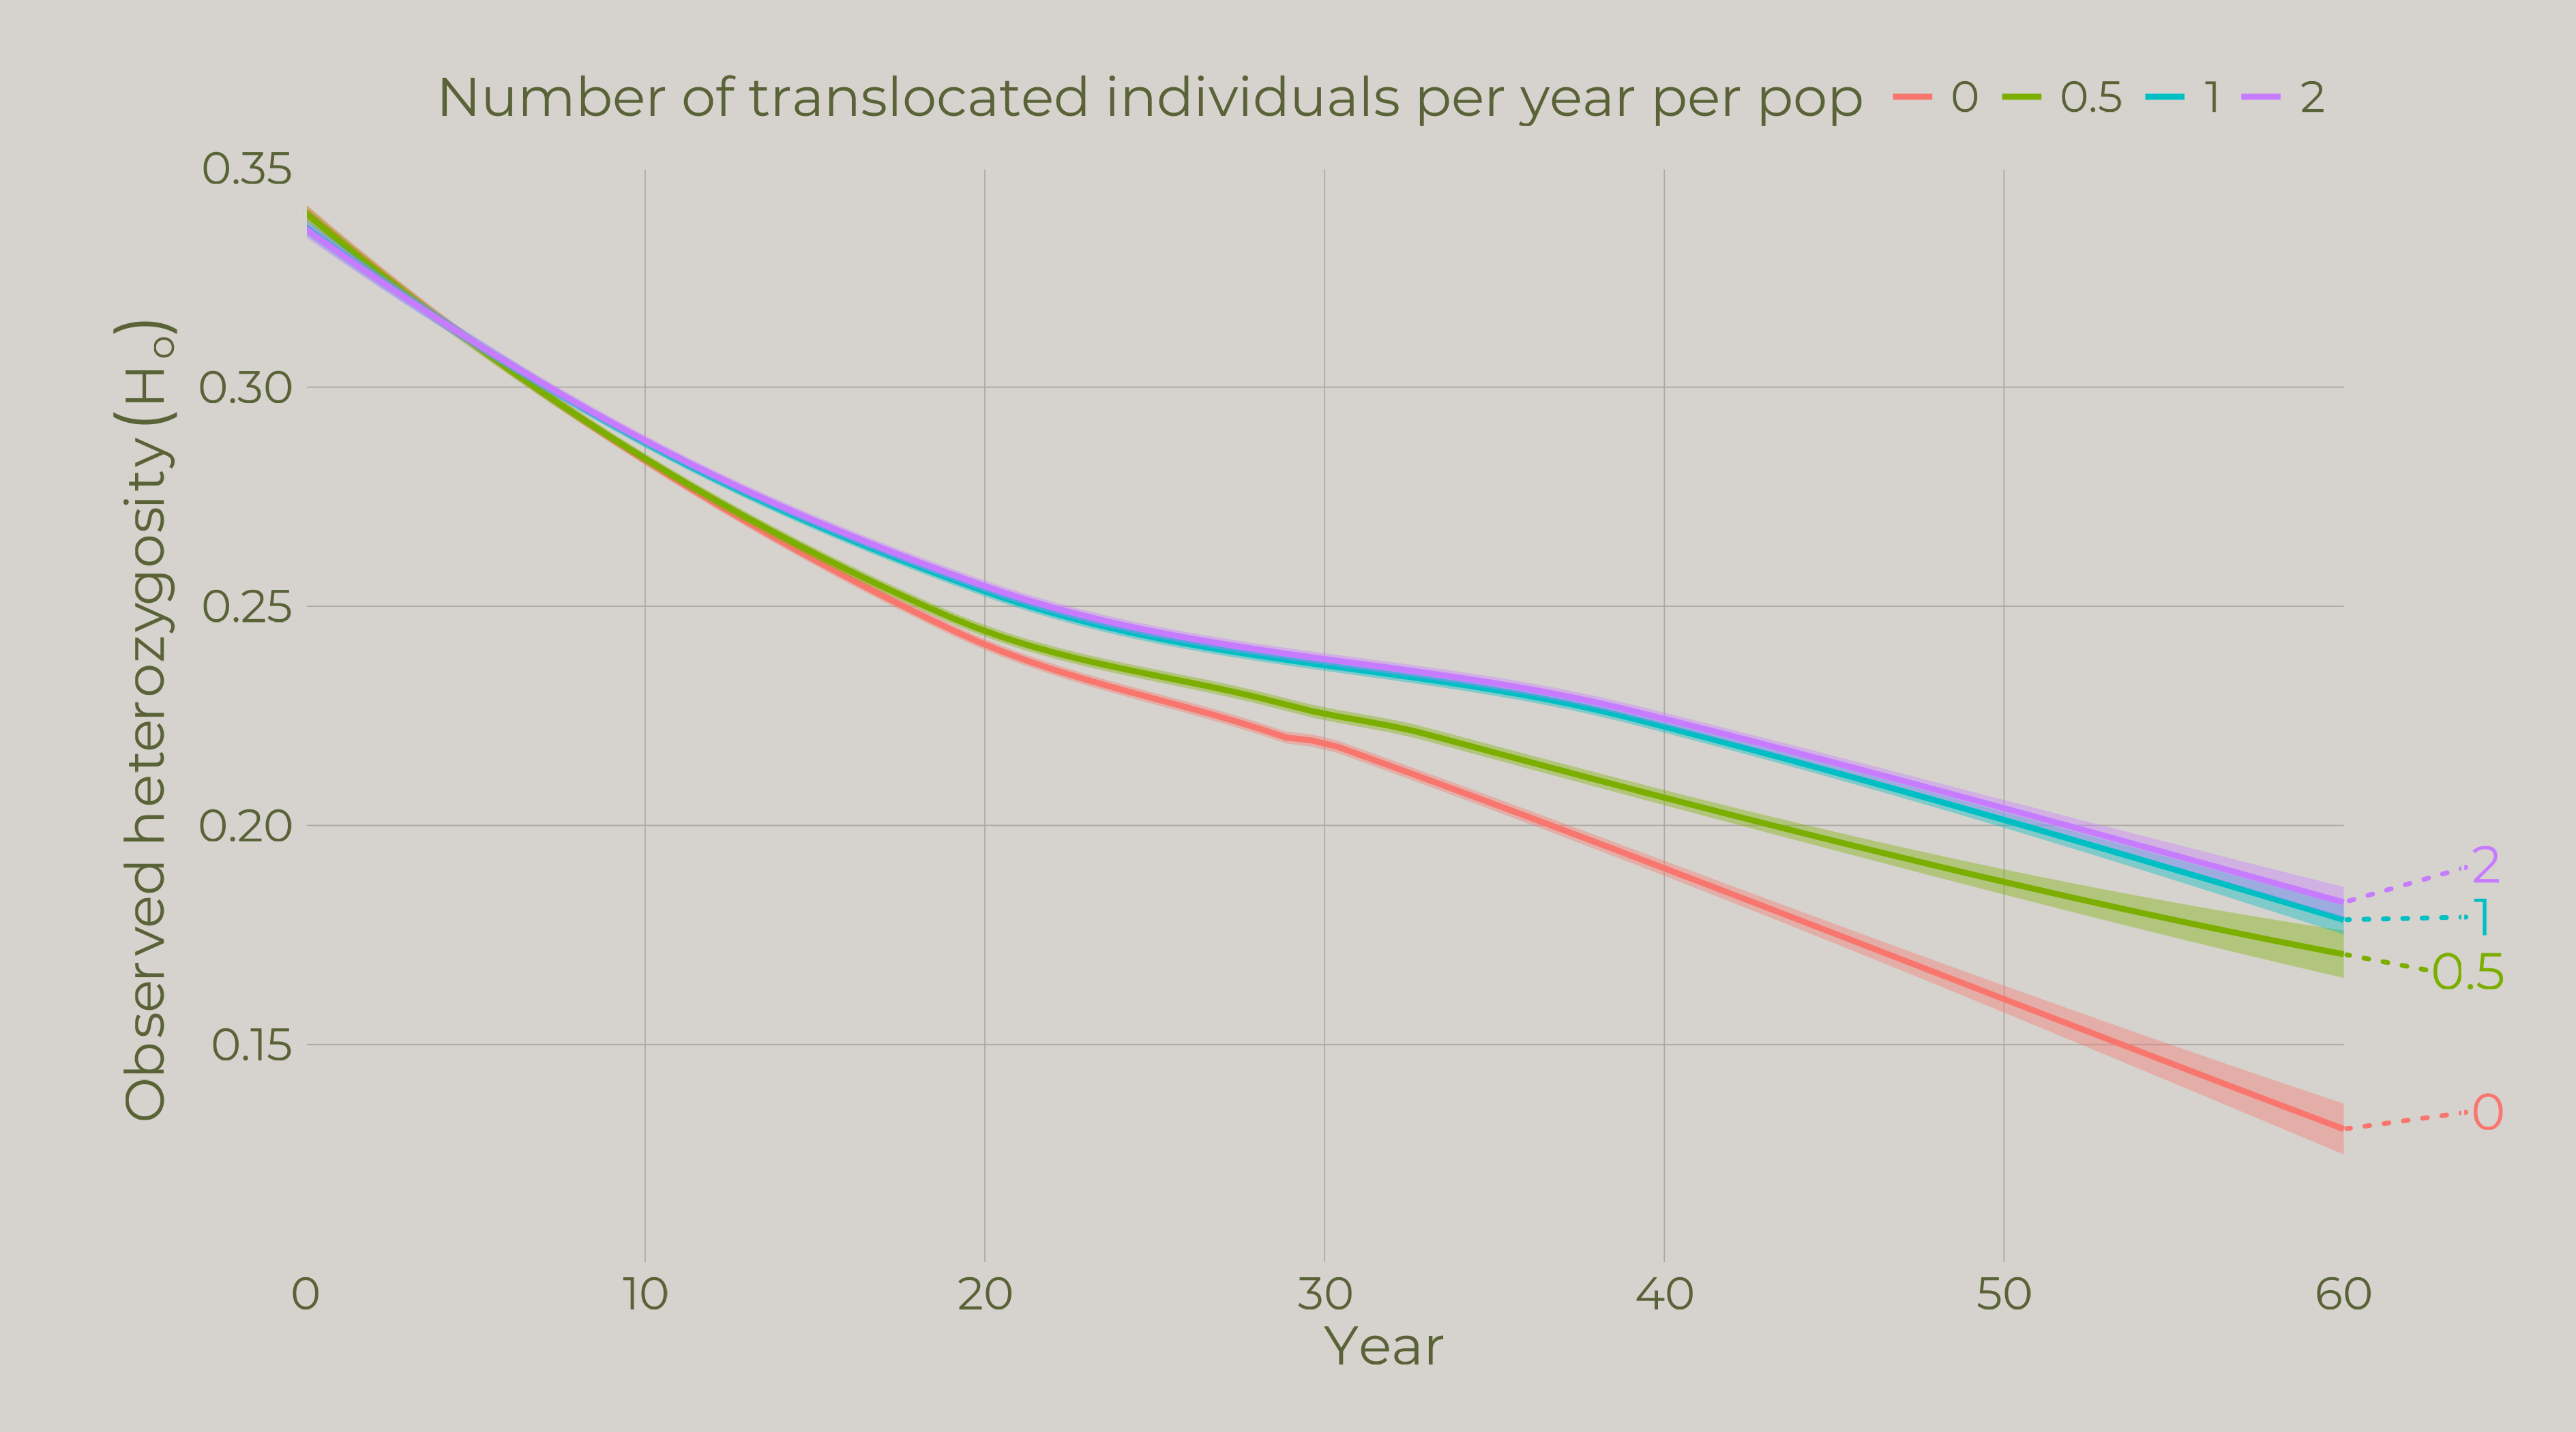 Number of translocated individuals per year per pop 0 0.5 1 2
0.35
0.30
0.25
0.20
0.15
Observed heterozygosity (Ho)
2
1
0.5
0
0 10 20 30 40 50 60
Year